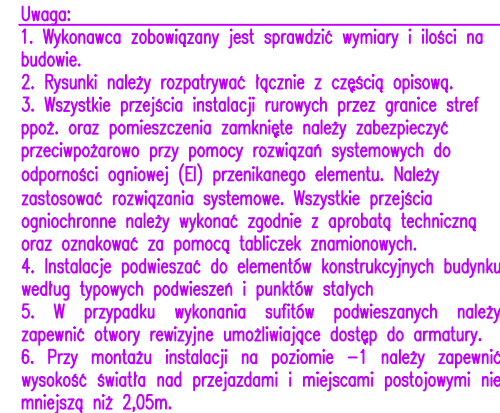 Uwaga:
1. Wykonawca zobowiązany jest sprawdzić wymiary i ilości na
budowie.
2. Rysunki należy rozpatrywać łącznie z częścią opisową.
3. Wszystkie przejścia instalacji rurowych przez granice stref
ppoż. oraz pomieszczenia zamknięte należy zabezpieczyć
przeciwpożarowo przy pomocy rozwiązań systemowych do
odporności ogniowej (EI) przenikanego elementu. Należy
zastosować rozwiązania systemowe. Wszystkie przejścia
ogniochronne należy wykonać zgodnie z aprobatą techniczną
oraz oznakować za pomocą tabliczek znamionowych.
4. Instalacje podwieszać do elementów konstrukcyjnych budynku
według typowych podwieszeń i punktów stałych
5. W przypadku wykonania sufitów podwieszanych należy
zapewnić otwory rewizyjne umożliwiające dostęp do armatury.
6. Przy montażu instalacji na poziomie -1 należy zapewnić
wysokość światła nad przejazdami i miejscami postojowymi nie
mniejszą niż 2,05m.